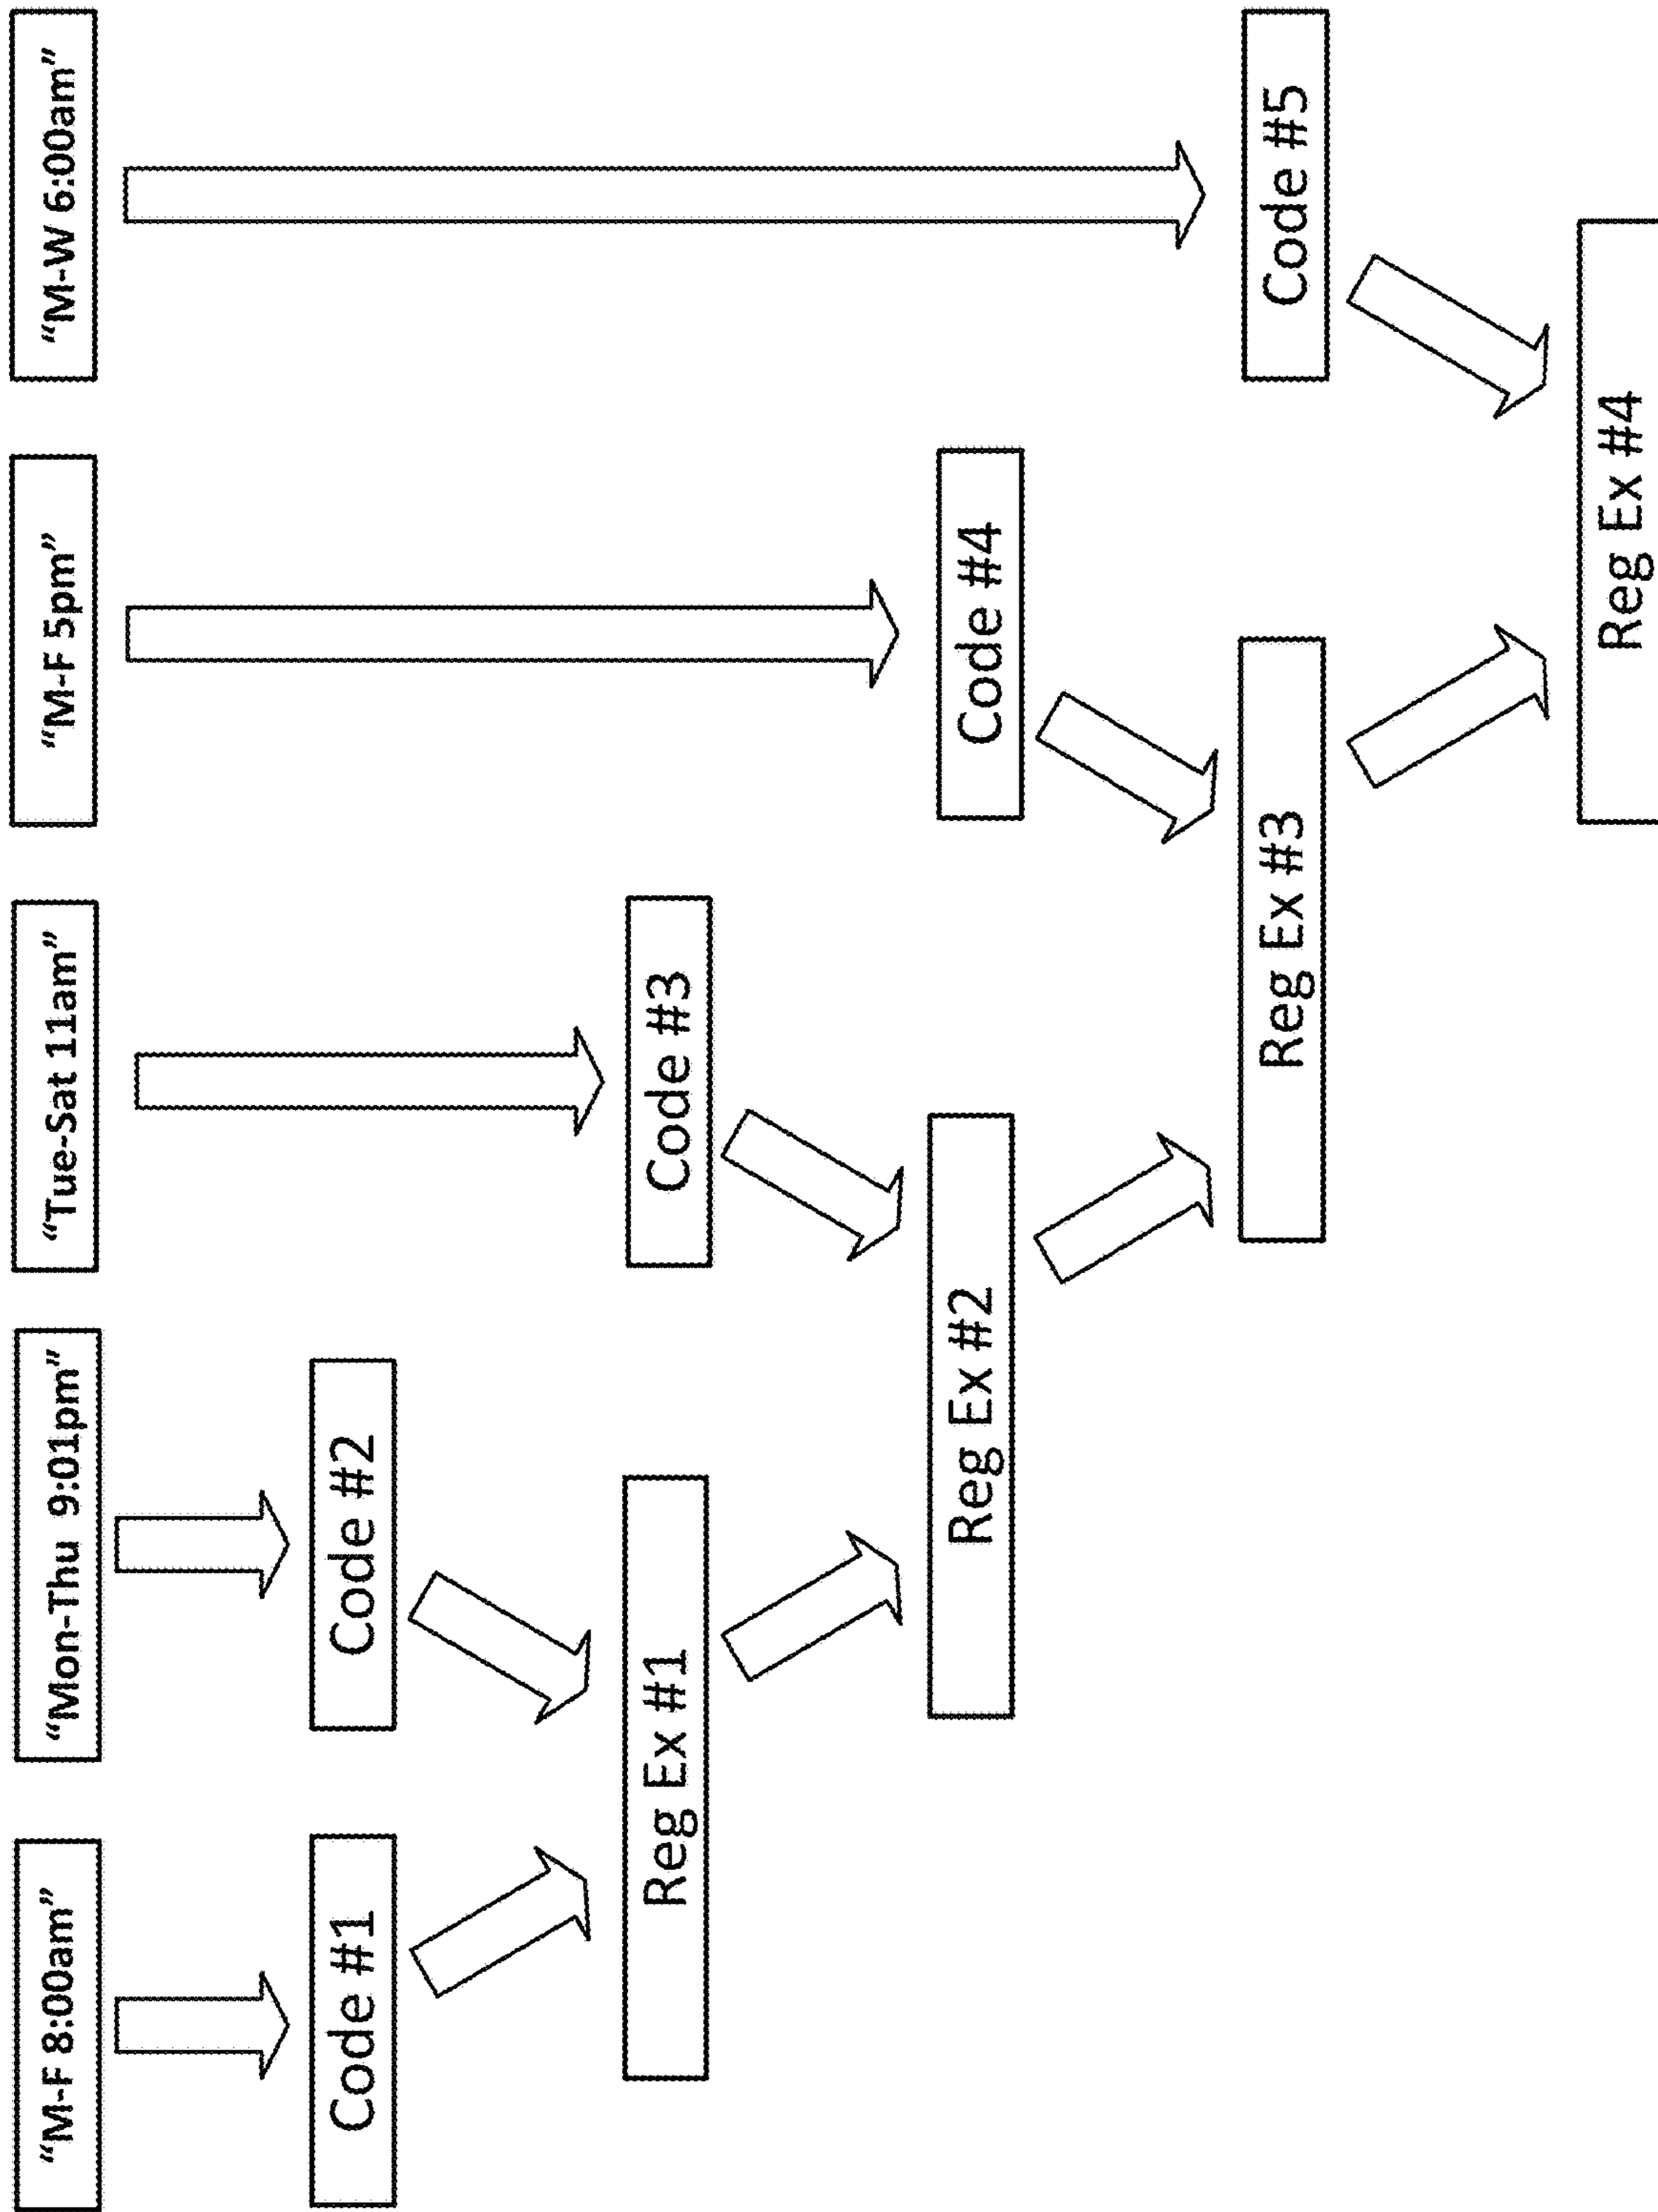 “M-F 8:00am”
“Mon-Thu 9:01pm”
“Tue-Sat 11am”
“M-F 5pm”
“M-W 6:00am”
Code #1
Code #2
Reg Ex #1
Code #3
Reg Ex #2
Code #4
Reg Ex #3
Code #5
Reg Ex #4